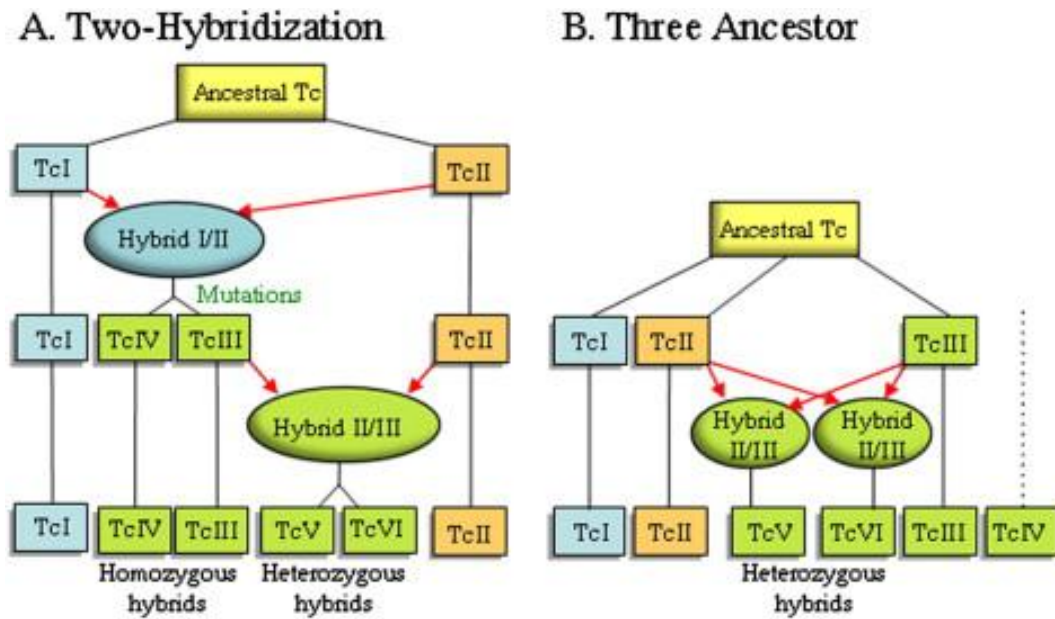 A. Two-Hybridization
Ancestral Tc
TcI
TcII
Hybrid I/II
Mutations
TcI
TcIV
TcIII
TcII
Hybrid II/III
TcI
TcIV
TcIII
TcV
TcVI
TcII
Homozygous
hybrids
Heterozygous
hybrids
B. Three Ancestor
Ancestral Tc
TcI
TcII
TcIII
Hybrid
II/III
Hybrid
II/III
TcI
TcII
TcV
TcVI
TcIII
TcIV
Heterozygous
hybrids